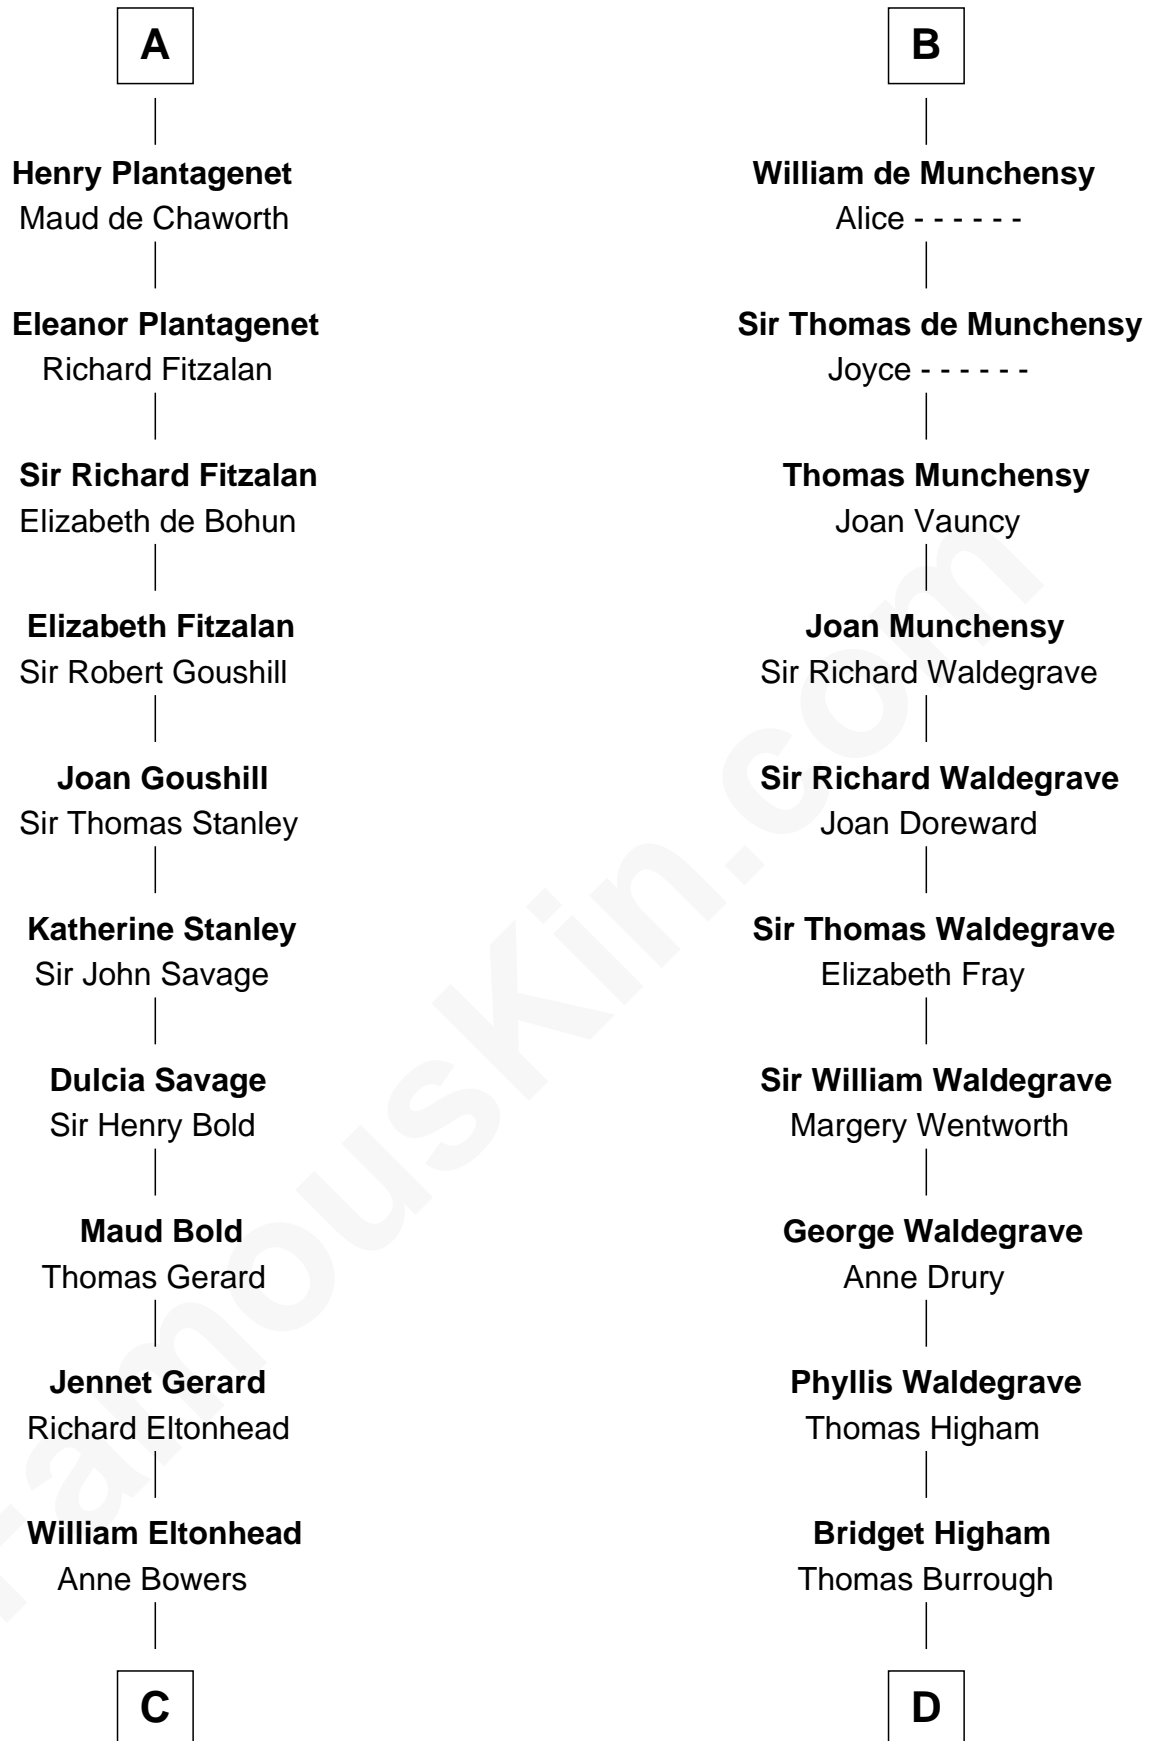 A
Henry Plantagenet
Maud de Chaworth
Eleanor Plantagenet
Richard Fitzalan
Sir Richard Fitzalan
Elizabeth de Bohun
Elizabeth Fitzalan
Sir Robert Goushill
Joan Goushill
Sir Thomas Stanley
Katherine Stanley
Sir John Savage
Dulcia Savage
Sir Henry Bold
Maud Bold
Thomas Gerard
Jennet Gerard
Richard Eltonhead
William Eltonhead
Anne Bowers
C
B
William de Munchensy
Alice - - - - - -
Sir Thomas de Munchensy
Joyce - - - - - -
Thomas Munchensy
Joan Vauncy
Joan Munchensy
Sir Richard Waldegrave
Sir Richard Waldegrave
Joan Doreward
Sir Thomas Waldegrave
Elizabeth Fray
Sir William Waldegrave
Margery Wentworth
George Waldegrave
Anne Drury
Phyllis Waldegrave
Thomas Higham
Bridget Higham
Thomas Burrough
D
FamousKin.com